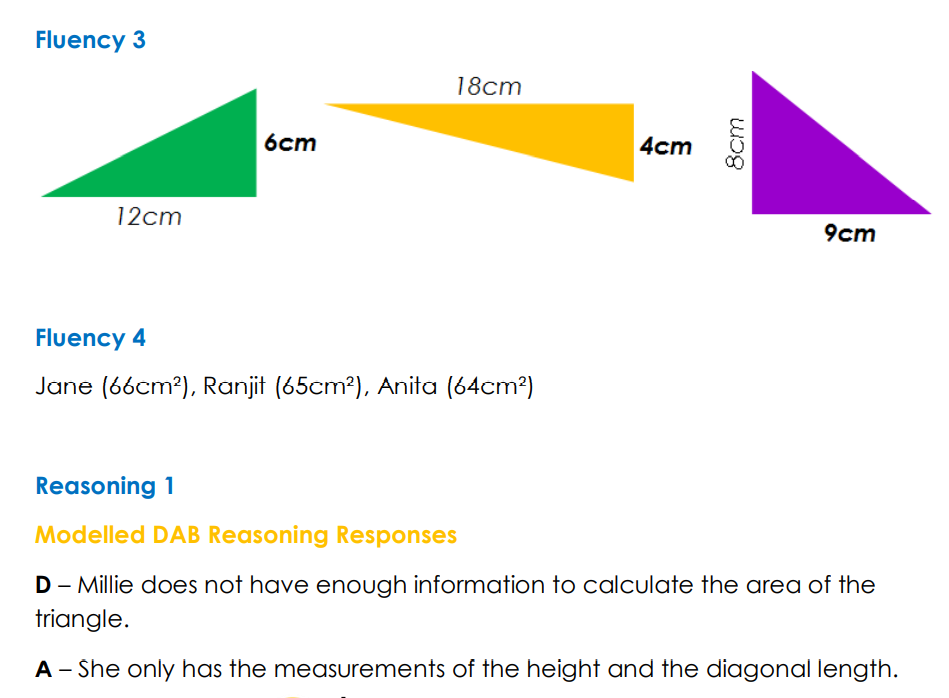 Fluency 3
18cm
6cm
4cm
8cm
12cm
9cm
Fluency 4
Jane (66cm²), Ranjit (65cm²), Anita (64cm²)
Reasoning 1
Modelled DAB Reasoning Responses
D – Millie does not have enough information to calculate the area of the
triangle.
A – She only has the measurements of the height and the diagonal length.